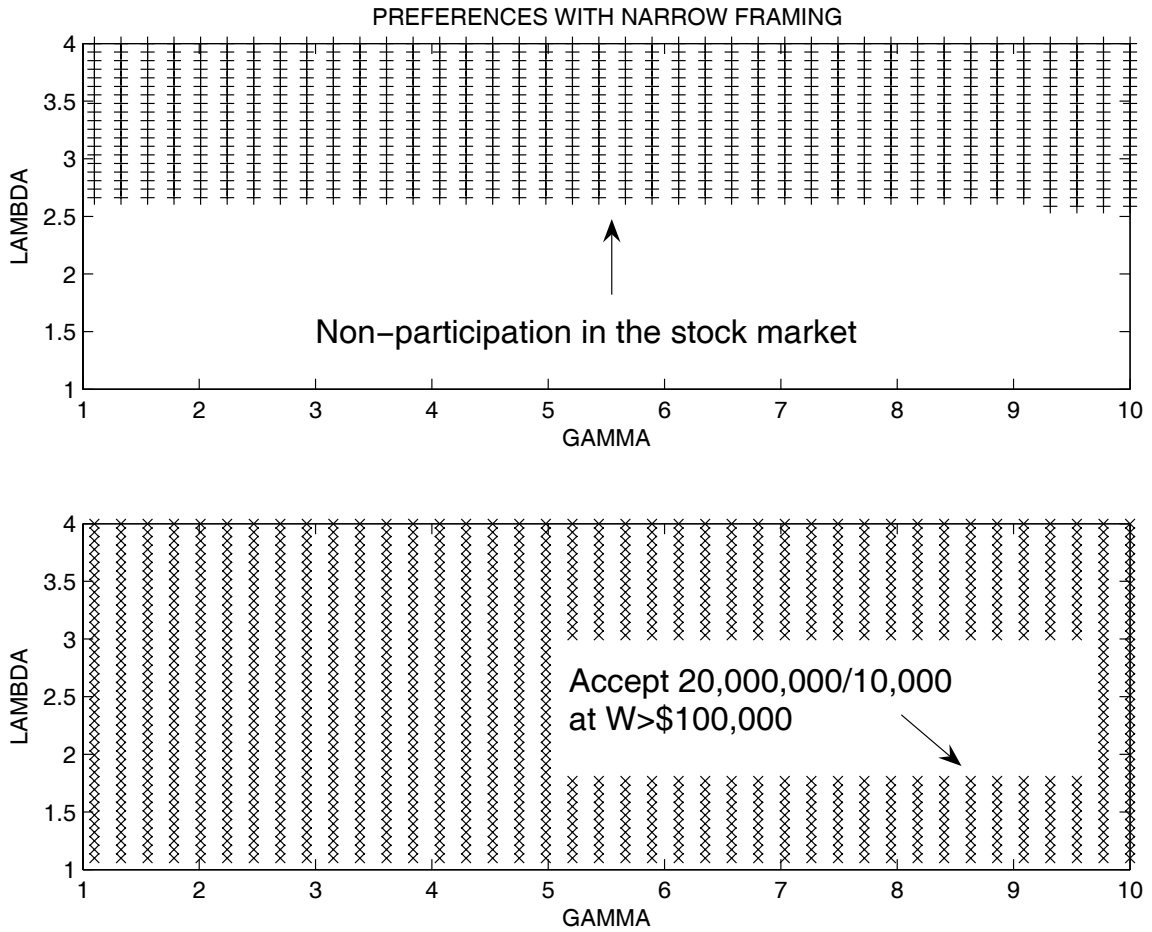 PREFERENCES WITH NARROW FRAMING
4
3.5
3
2.5
2
1.5
1
LAMBDA
Non−participation in the stock market
1 2 3 4 5 6 7 8 9 10
GAMMA
4
3.5
3
2.5
2
1.5
1
LAMBDA
Accept 20,000,000/10,000
at W>$100,000
1 2 3 4 5 6 7 8 9 10
GAMMA